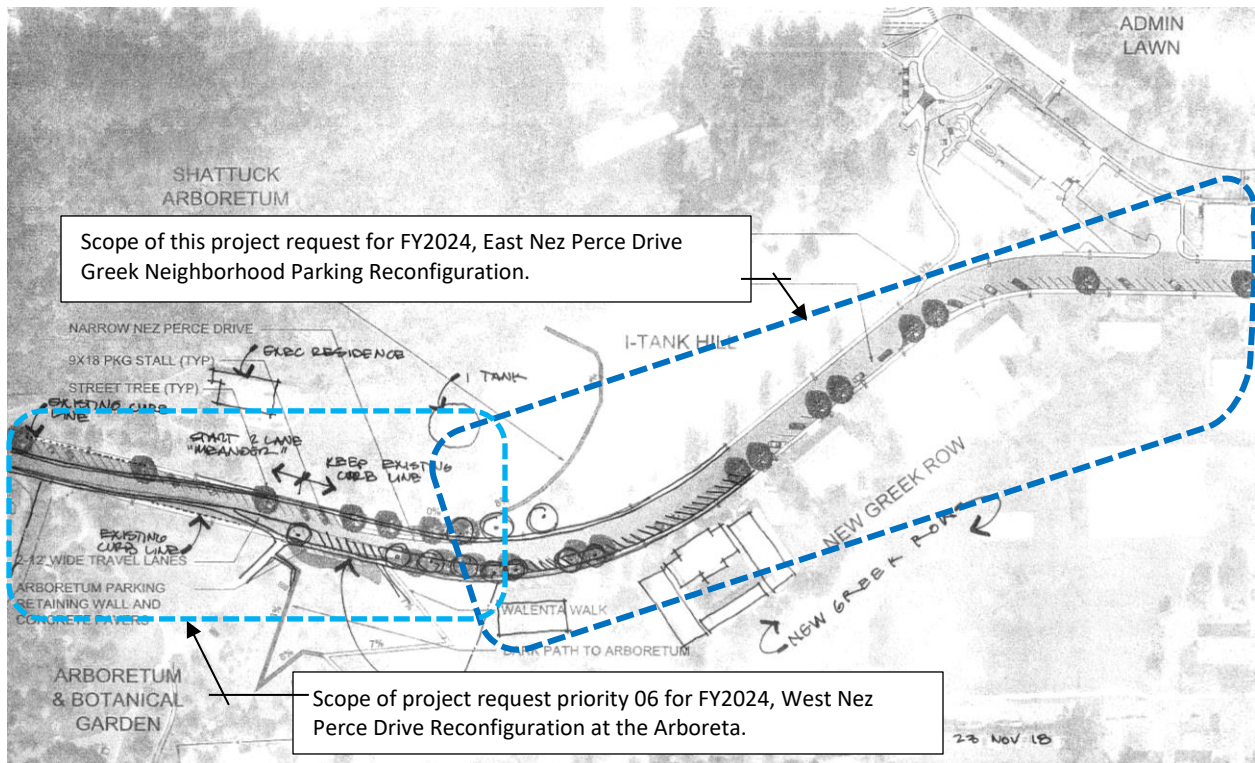 ADMIN
LAWN
SHATTUCK
ARBORETUM
Scope of this project request for FY2024, East Nez Perce Drive
Greek Neighborhood Parking Reconfiguration.
0%
NARROW NEZ PERCE DRIVE
EXEC RESIDENCE
I-TANK HILL
9X18 PKG STALL (TYP)
I TANK
STREET TREE (TYP)
EXISTING CURB
LINE
START 2 LANE
"MEANDER"
KEEP EXISTING
CURB LINE
0%
EXISTING
CURB LINE
2-12' WIDE TRAVEL LANES
NEW GREEK ROW
NEW GREEK ROW
ARBORETUM PARKING
RETAINING WALL AND
CONCRETE PAVERS
WALENTA WALK
7%
BARK PATH TO ARBORETUM
ARBORETUM
& BOTANICAL
GARDEN
Scope of project request priority 06 for FY2024, West Nez
Perce Drive Reconfiguration at the Arboreta.
23 NOV 18